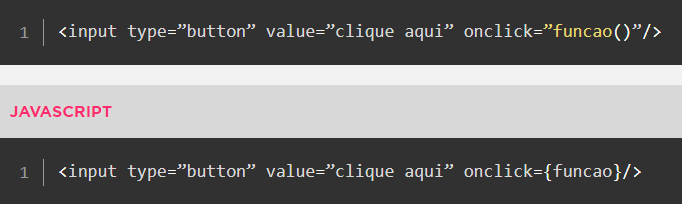 1 <input type=”button” value=”clique aqui” onclick=”funcao()”/>
JAVASCRIPT
1 <input type=”button” value=”clique aqui” onclick={funcao}/>